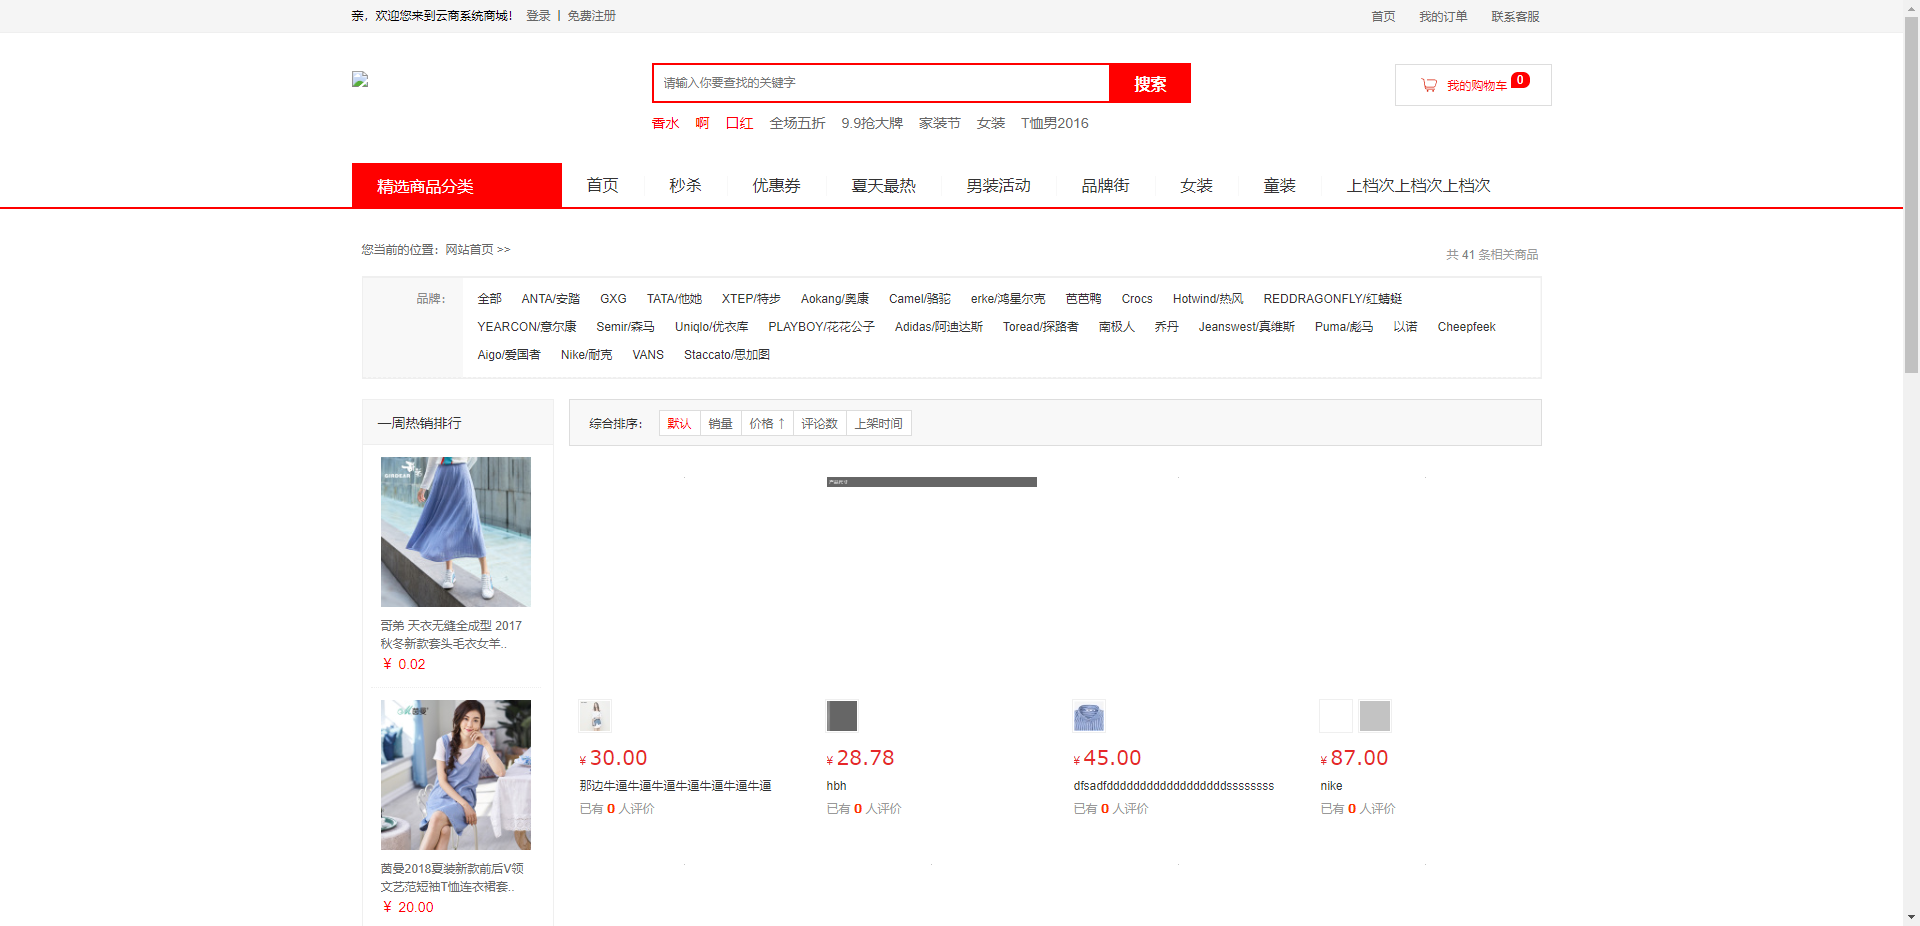 亲，欢迎您来到云商系统商城！ 登录 | 免费注册
首页 我的订单 联系客服
请输入你要查找的关键字 搜索
我的购物车 0
香水 啊 口红 全场五折 9.9抢大牌 家装节 女装 T恤男2016
精选商品分类 首页 秒杀 优惠券 夏天最热 男装活动 品牌街 女装 童装 上档次上档次上档次
您当前的位置：网站首页 >>
共 41 条相关商品
品牌： 全部 ANTA/安踏 GXG TATA/他她 XTEP/特步 Aokang/奥康 Camel/骆驼 erke/鸿星尔克 芭芭鸭 Crocs Hotwind/热风 REDDRAGONFLY/红蜻蜓
YEARCON/意尔康 Semir/森马 Uniqlo/优衣库 PLAYBOY/花花公子 Adidas/阿迪达斯 Toread/探路者 南极人 乔丹 Jeanswest/真维斯 Puma/彪马 以诺 Cheepfeek
Aigo/爱国者 Nike/耐克 VANS Staccato/思加图
一周热销排行
综合排序： 默认 销量 价格 ↑ 评论数 上架时间
产品尺寸
哥弟 天衣无缝全成型 2017
秋冬新款套头毛衣女羊..
¥ 0.02
¥ 30.00
那边牛逼牛逼牛逼牛逼牛逼牛逼牛逼
已有 0 人评价
¥ 28.78
hbh
已有 0 人评价
¥ 45.00
dfsadfddddddddddddddddddssssssss
已有 0 人评价
¥ 87.00
nike
已有 0 人评价
茵曼
茵曼2018夏装新款前后V领
文艺范短袖T恤连衣裙套..
¥ 20.00